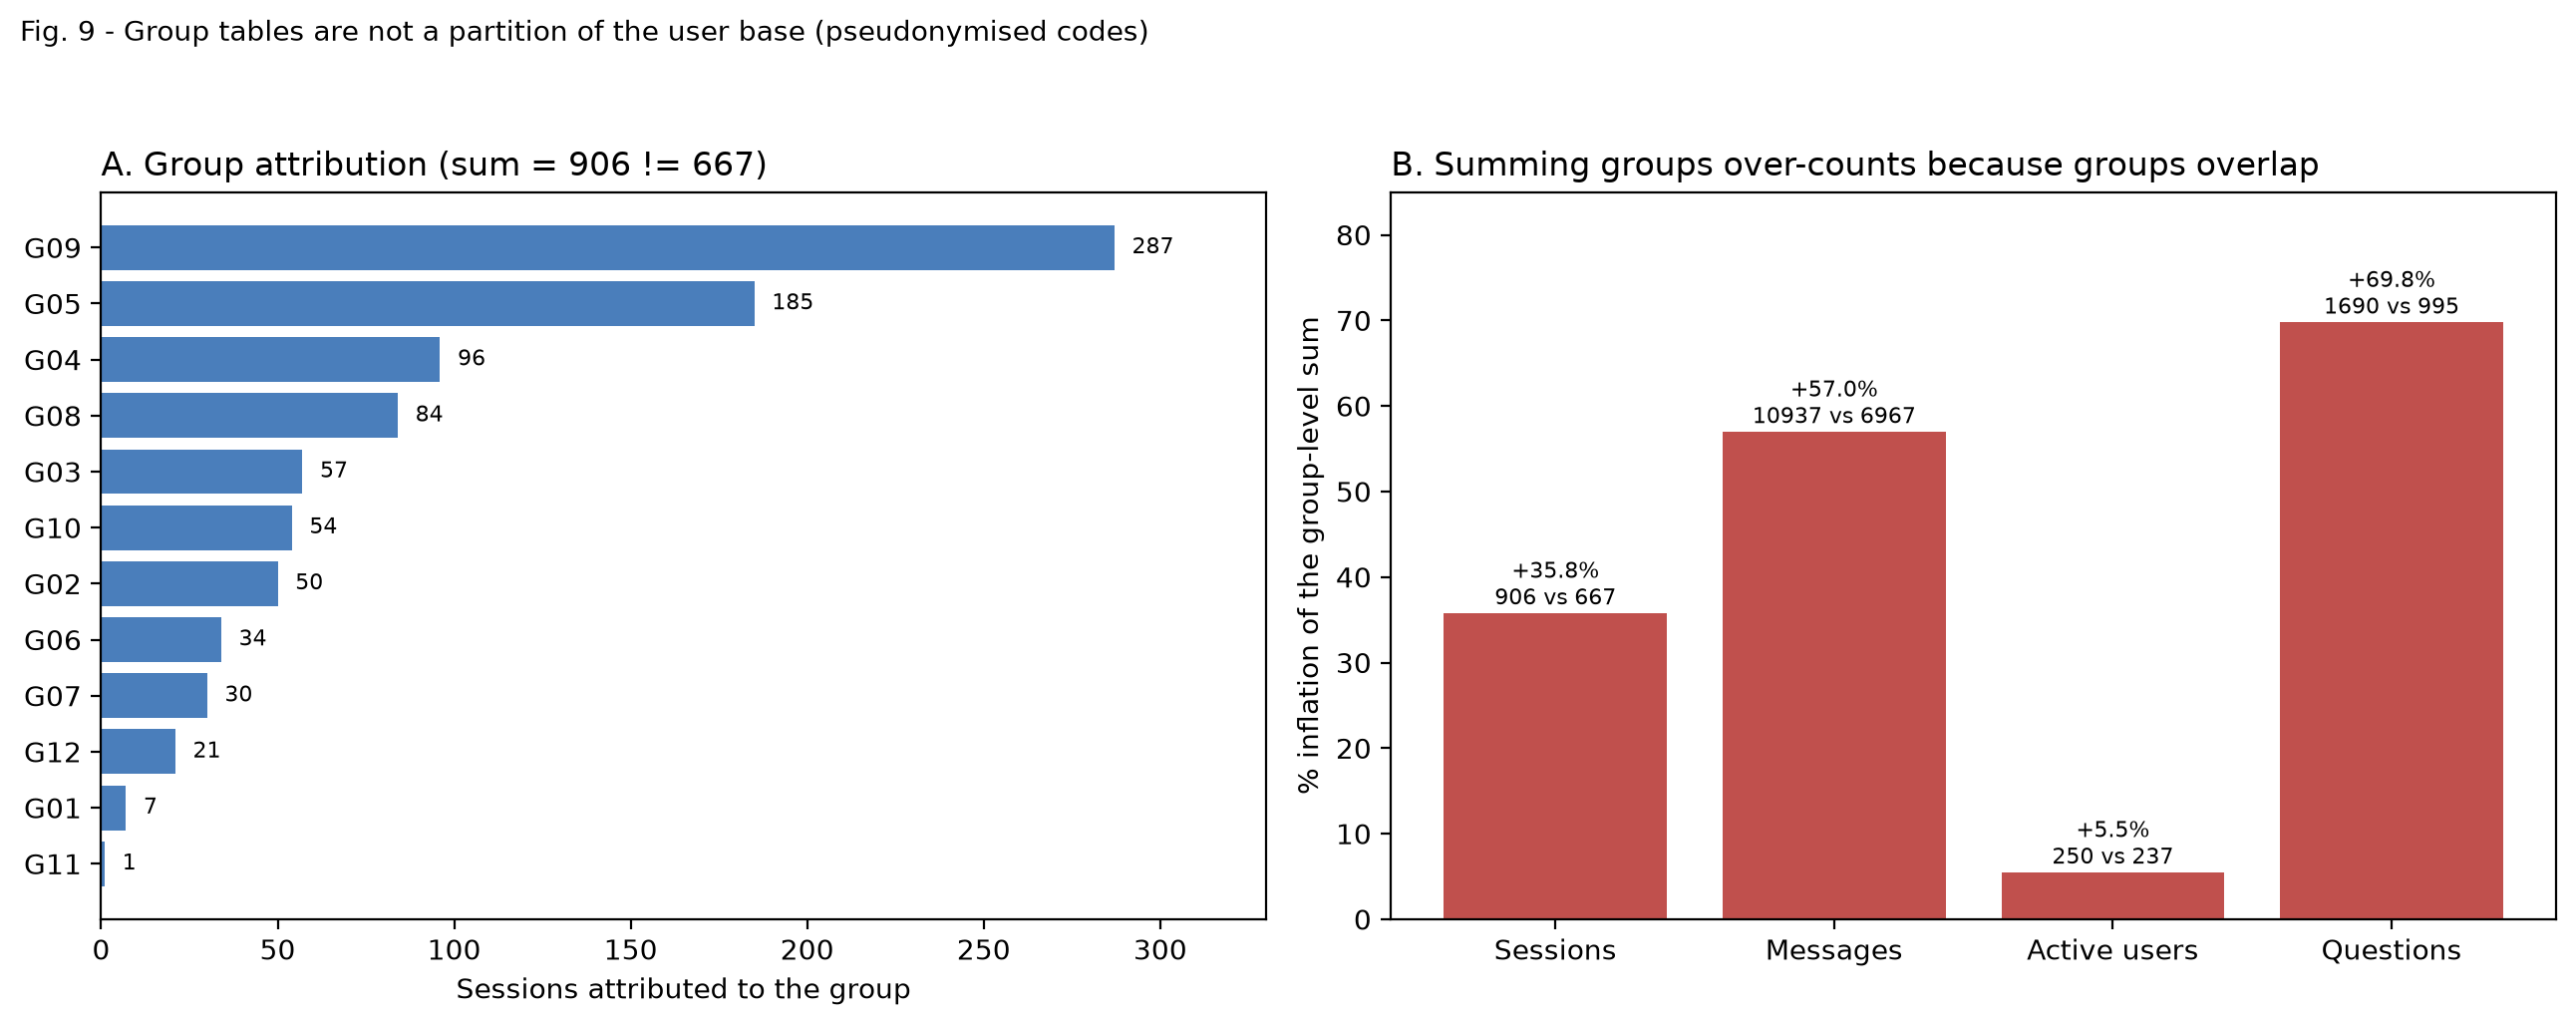 Fig. 9 - Group tables are not a partition of the user base (pseudonymised codes)
A. Group attribution (sum = 906 != 667)
G09
287
G05
185
G04
96
G08
84
G03
57
G10
54
G02
50
G06
34
G07
30
G12
21
G01
7
G11
1
0
50
100
150
200
250
300
Sessions attributed to the group
B. Summing groups over-counts because groups overlap
% inflation of the group-level sum
80
70
60
50
40
30
20
10
0
+35.8%
906 vs 667
+57.0%
10937 vs 6967
+5.5%
250 vs 237
+69.8%
1690 vs 995
Sessions
Messages
Active users
Questions